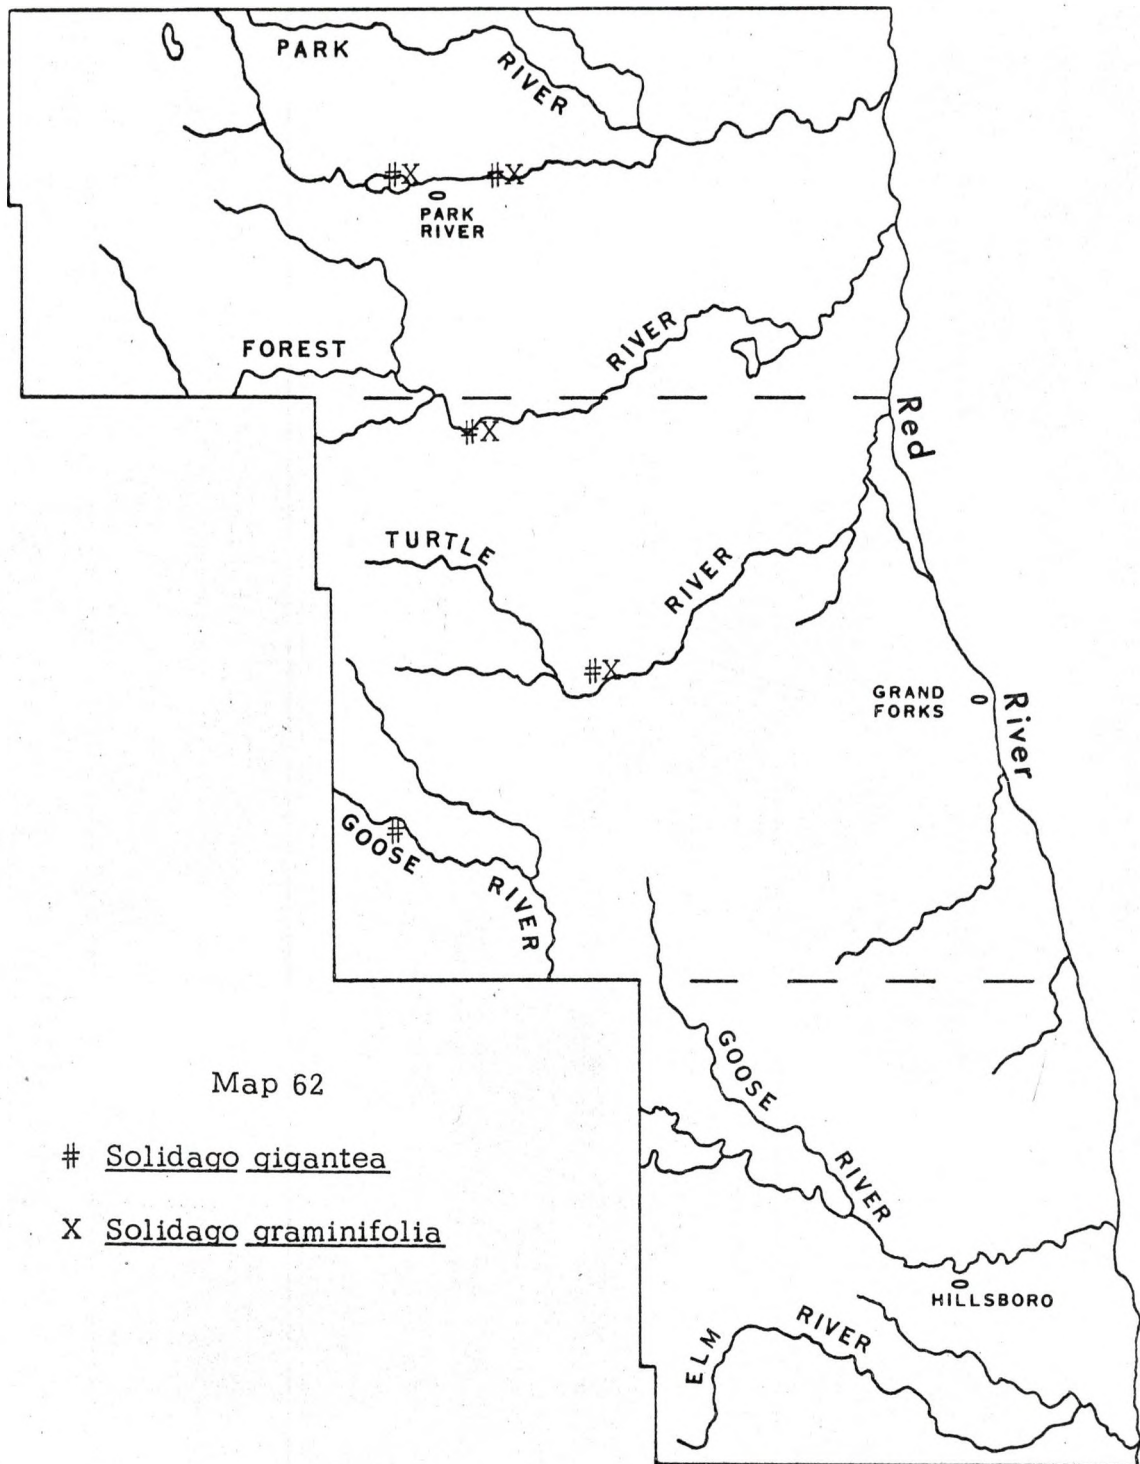 PARK
RIVER
#X
#X
PARK
RIVER
FOREST
RIVER
#X
Red
TURTLE
RIVER
#X
GRAND
FORKS
River
#
GOOSE
RIVER
GOOSE
RIVER
HILLSBORO
ELM
RIVER
Map 62
# Solidago gigantea
X Solidago graminifolia